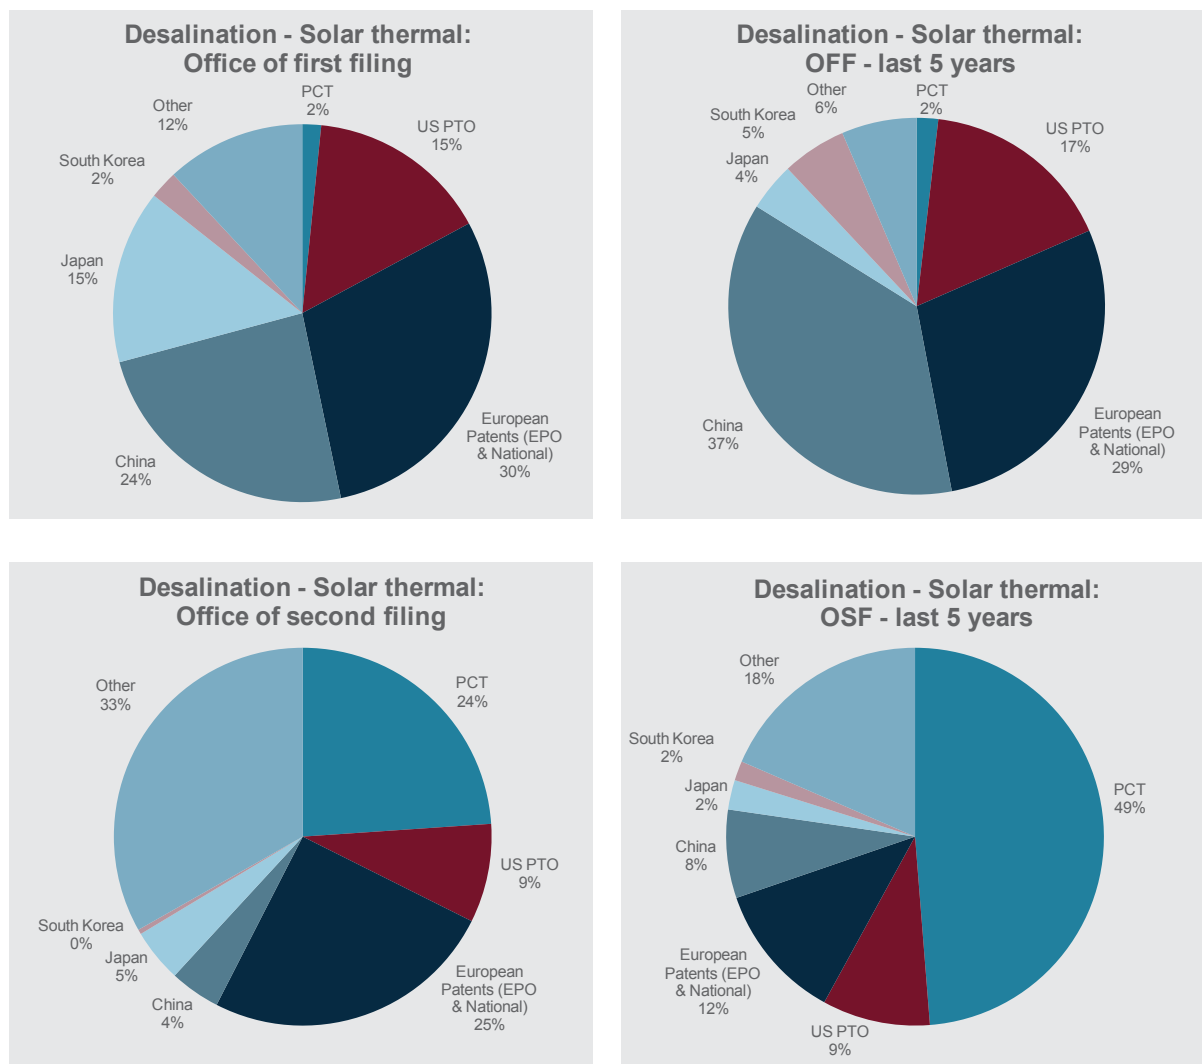 Desalination - Solar thermal:
Office of first filing
PCT
2%
US PTO
15%
European
Patents (EPO
& National)
30%
China
24%
Japan
15%
South Korea
2%
Other
12%
Desalination - Solar thermal:
OFF - last 5 years
PCT
2%
US PTO
17%
European
Patents (EPO
& National)
29%
China
37%
Japan
4%
South Korea
5%
Other
6%
Desalination - Solar thermal:
Office of second filing
PCT
24%
US PTO
9%
European
Patents (EPO
& National)
25%
China
4%
Japan
5%
South Korea
0%
Other
33%
Desalination - Solar thermal:
OSF - last 5 years
PCT
49%
US PTO
9%
European
Patents (EPO
& National)
12%
China
8%
Japan
2%
South Korea
2%
Other
18%